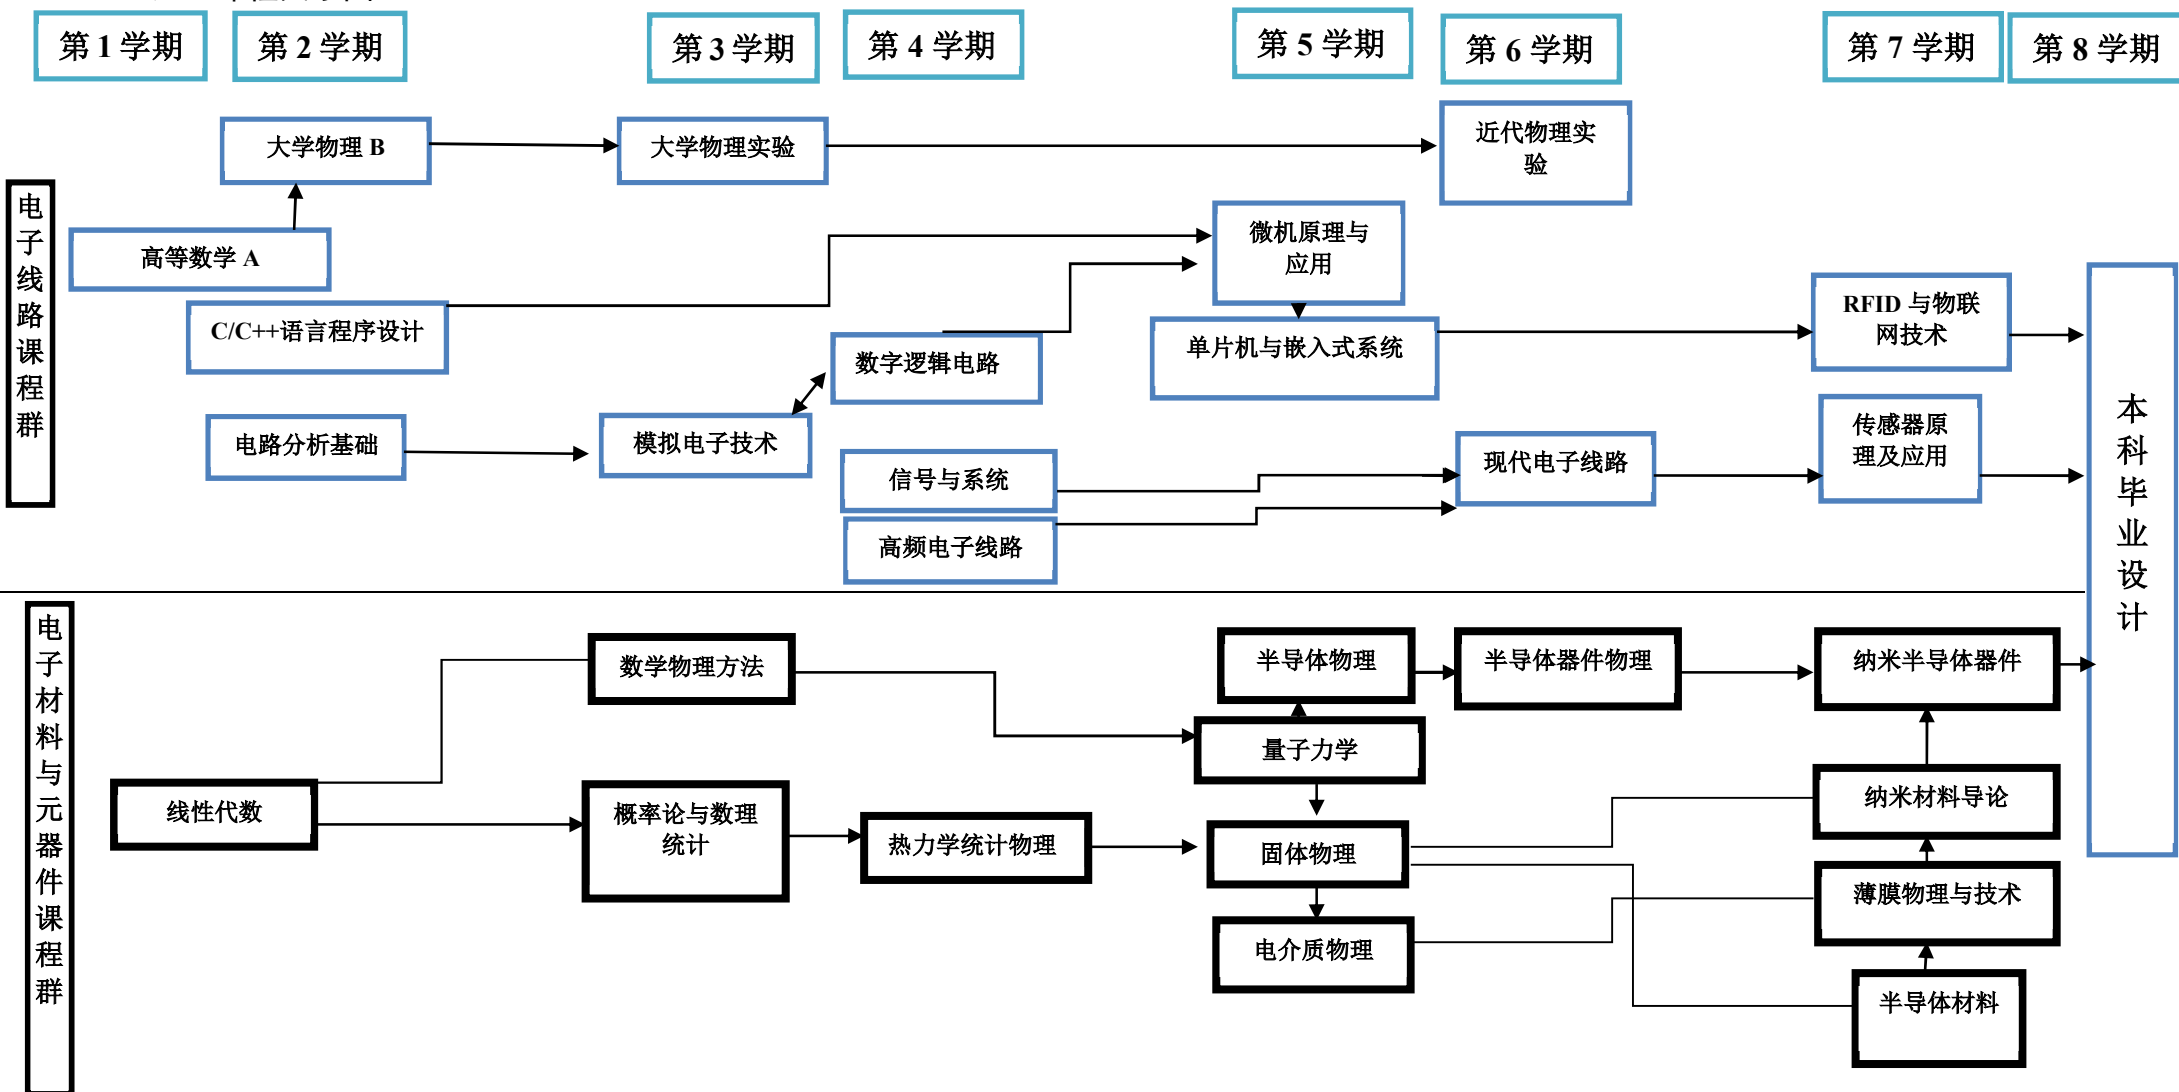 第 1 学期
第 2 学期
第 3 学期
第 4 学期
第 5 学期
第 6 学期
第 7 学期
第 8 学期
电子线路课程群
大学物理 B
大学物理实验
近代物理实
验
高等数学 A
微机原理与
应用
C/C++语言程序设计
数字逻辑电路
单片机与嵌入式系统
RFID 与物联
网技术
电路分析基础
模拟电子技术
信号与系统
现代电子线路
传感器原
理及应用
高频电子线路
本科毕业设计
电子材料与元器件课程群
数学物理方法
半导体物理
半导体器件物理
纳米半导体器件
量子力学
线性代数
概率论与数理
统计
热力学统计物理
固体物理
纳米材料导论
电介质物理
薄膜物理与技术
半导体材料